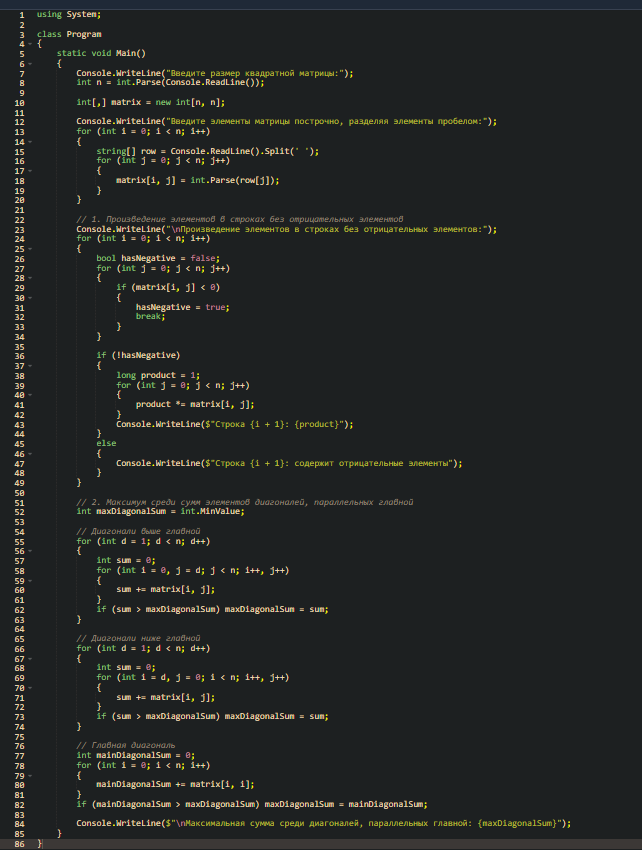 1 using System;
2
3 class Program
4 {
5 static void Main()
6 {
7 Console.WriteLine("Введите размер квадратной матрицы:");
8 int n = int.Parse(Console.ReadLine());
9
10 int[,] matrix = new int[n, n];
11
12 Console.WriteLine("Введите элементы матрицы построчно, разделяя элементы пробелом:");
13 for (int i = 0; i < n; i++)
14 {
15 string[] row = Console.ReadLine().Split(' ');
16 for (int j = 0; j < n; j++)
17 {
18 matrix[i, j] = int.Parse(row[j]);
19 }
20 }
21
22 // 1. Произведение элементов в строках без отрицательных элементов
23 Console.WriteLine("\nПроизведение элементов в строках без отрицательных элементов:");
24 for (int i = 0; i < n; i++)
25 {
26 bool hasNegative = false;
27 for (int j = 0; j < n; j++)
28 {
29 if (matrix[i, j] < 0)
30 {
31 hasNegative = true;
32 break;
33 }
34 }
35
36 if (!hasNegative)
37 {
38 long product = 1;
39 for (int j = 0; j < n; j++)
40 {
41 product *= matrix[i, j];
42 }
43 Console.WriteLine($"Строка {i + 1}: {product}");
44 }
45 else
46 {
47 Console.WriteLine($"Строка {i + 1}: содержит отрицательные элементы");
48 }
49 }
50
51 // 2. Максимум среди сумм элементов диагоналей, параллельных главной
52 int maxDiagonalSum = int.MinValue;
53
54 // Диагонали выше главной
55 for (int d = 1; d < n; d++)
56 {
57 int sum = 0;
58 for (int i = 0, j = d; j < n; i++, j++)
59 {
60 sum += matrix[i, j];
61 }
62 if (sum > maxDiagonalSum) maxDiagonalSum = sum;
63 }
64
65 // Диагонали ниже главной
66 for (int d = 1; d < n; d++)
67 {
68 int sum = 0;
69 for (int i = d, j = 0; i < n; i++, j++)
70 {
71 sum += matrix[i, j];
72 }
73 if (sum > maxDiagonalSum) maxDiagonalSum = sum;
74 }
75
76 // Главная диагональ
77 int mainDiagonalSum = 0;
78 for (int i = 0; i < n; i++)
79 {
80 mainDiagonalSum += matrix[i, i];
81 }
82 if (mainDiagonalSum > maxDiagonalSum) maxDiagonalSum = mainDiagonalSum;
83
84 Console.WriteLine($"\nМаксимальная сумма среди диагоналей, параллельных главной: {maxDiagonalSum}");
85 }
86 }